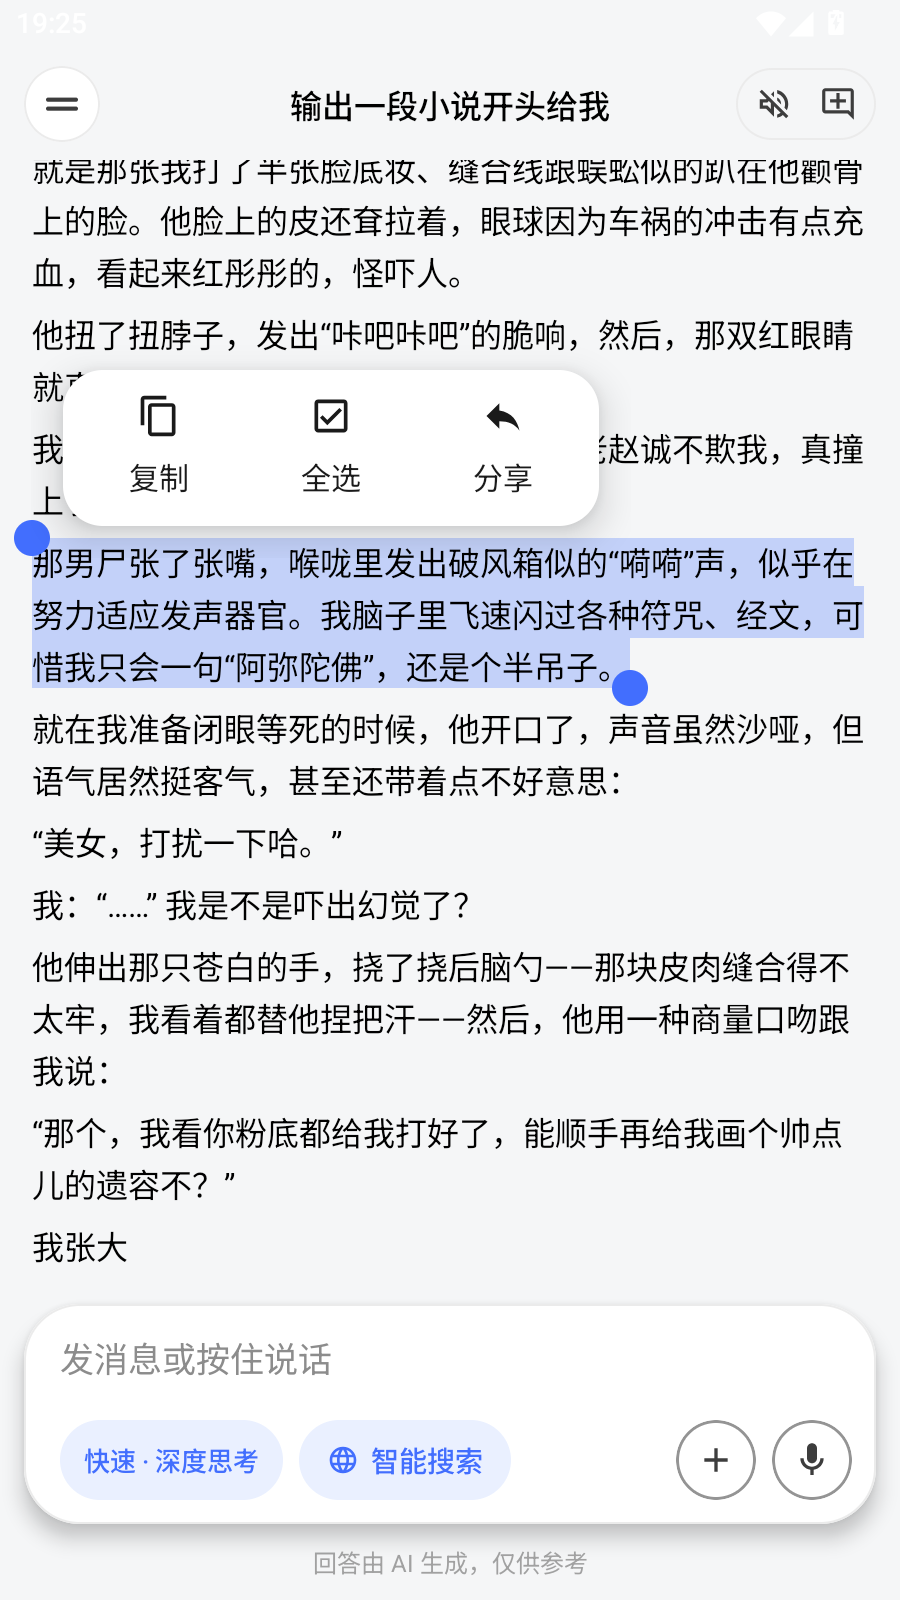 19:25
输出一段小说开头给我
就是那张我打了半张脸底妆、缝合线跟蜈蚣似的趴在他颧骨
上的脸。他脸上的皮还耷拉着，眼球因为车祸的冲击有点充
血，看起来红彤彤的，怪吓人。
他扭了扭脖子，发出“咔吧咔吧”的脆响，然后，那双红眼睛
就
复制
全选
分享
我
老赵诚不欺我，真撞
上
那男尸张了张嘴，喉咙里发出破风箱似的“嗬嗬”声，似乎在
努力适应发声器官。我脑子里飞速闪过各种符咒、经文，可
惜我只会一句“阿弥陀佛”，还是个半吊子。
就在我准备闭眼等死的时候，他开口了，声音虽然沙哑，但
语气居然挺客气，甚至还带着点不好意思：
“美女，打扰一下哈。”
我：“……” 我是不是吓出幻觉了？
他伸出那只苍白的手，挠了挠后脑勺——那块皮肉缝合得不
太牢，我看着都替他捏把汗——然后，他用一种商量口吻跟
我说：
“那个，我看你粉底都给我打好了，能顺手再给我画个帅点
儿的遗容不？”
我张大
发消息或按住说话
快速 · 深度思考
智能搜索
回答由 AI 生成，仅供参考